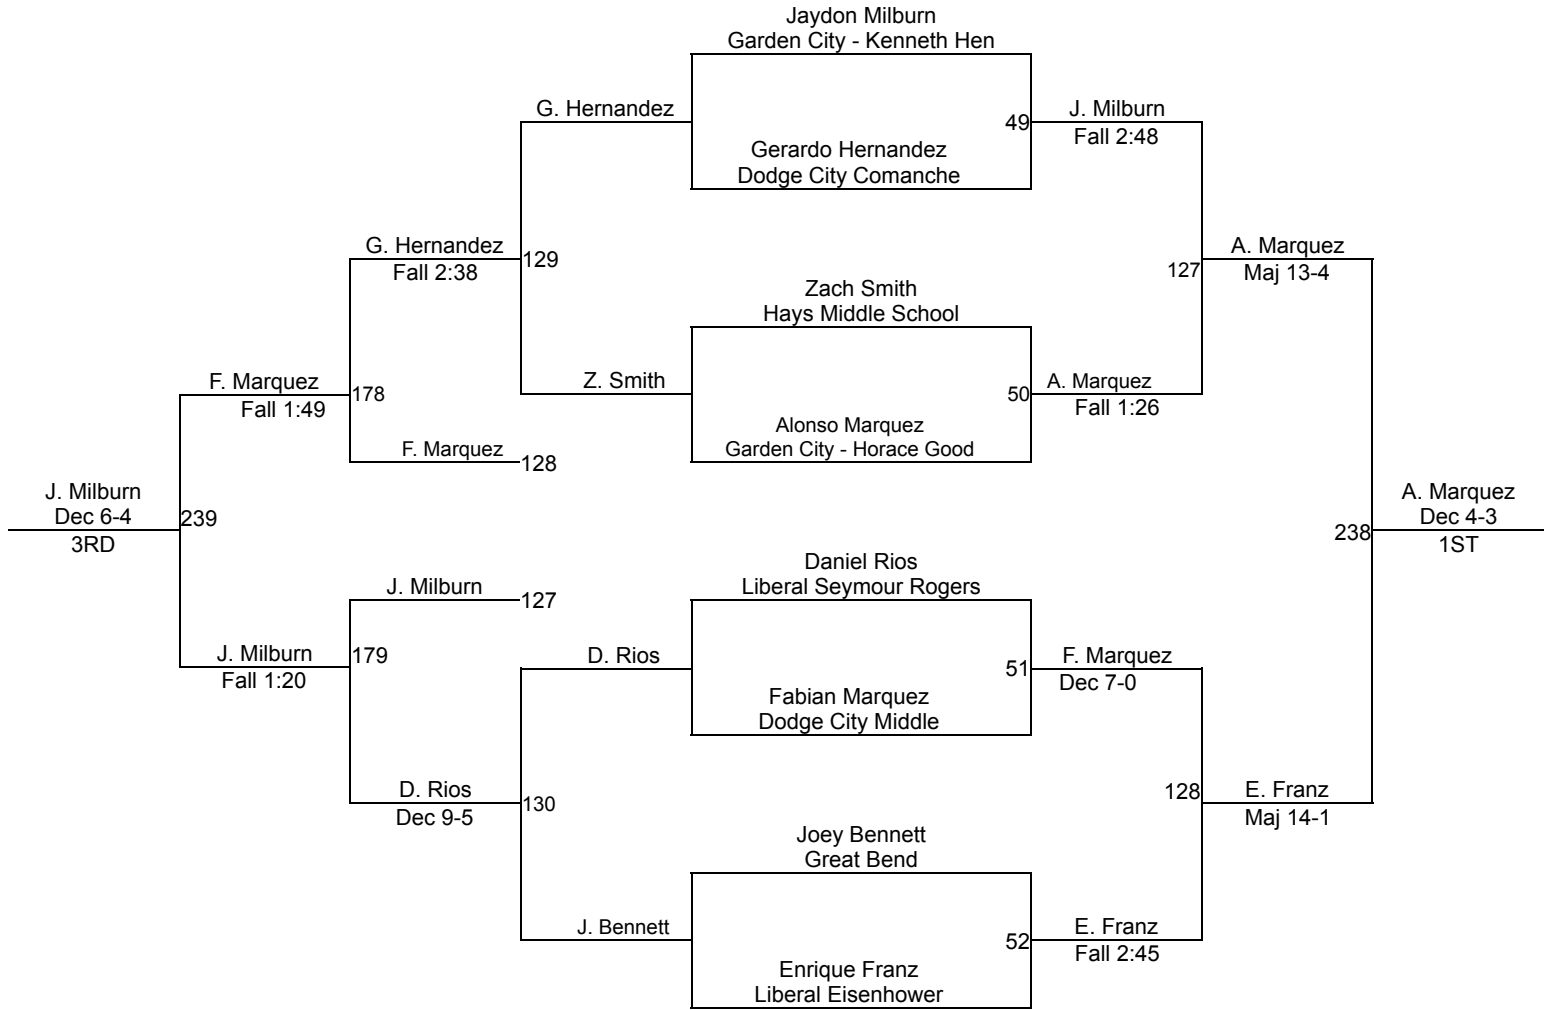 Jaydon Milburn
Garden City - Kenneth Hen
G. Hernandez
49
J. Milburn
Fall 2:48
Gerardo Hernandez
Dodge City Comanche
G. Hernandez
Fall 2:38
129
A. Marquez
Maj 13-4
127
Zach Smith
Hays Middle School
F. Marquez
Fall 1:49
178
Z. Smith
50
A. Marquez
Fall 1:26
Alonso Marquez
Garden City - Horace Good
F. Marquez
128
J. Milburn
Dec 6-4
3RD
239
A. Marquez
Dec 4-3
1ST
238
Daniel Rios
Liberal Seymour Rogers
J. Milburn
127
J. Milburn
Fall 1:20
179
D. Rios
51
F. Marquez
Dec 7-0
Fabian Marquez
Dodge City Middle
D. Rios
Dec 9-5
130
128
E. Franz
Maj 14-1
Joey Bennett
Great Bend
J. Bennett
52
E. Franz
Fall 2:45
Enrique Franz
Liberal Eisenhower